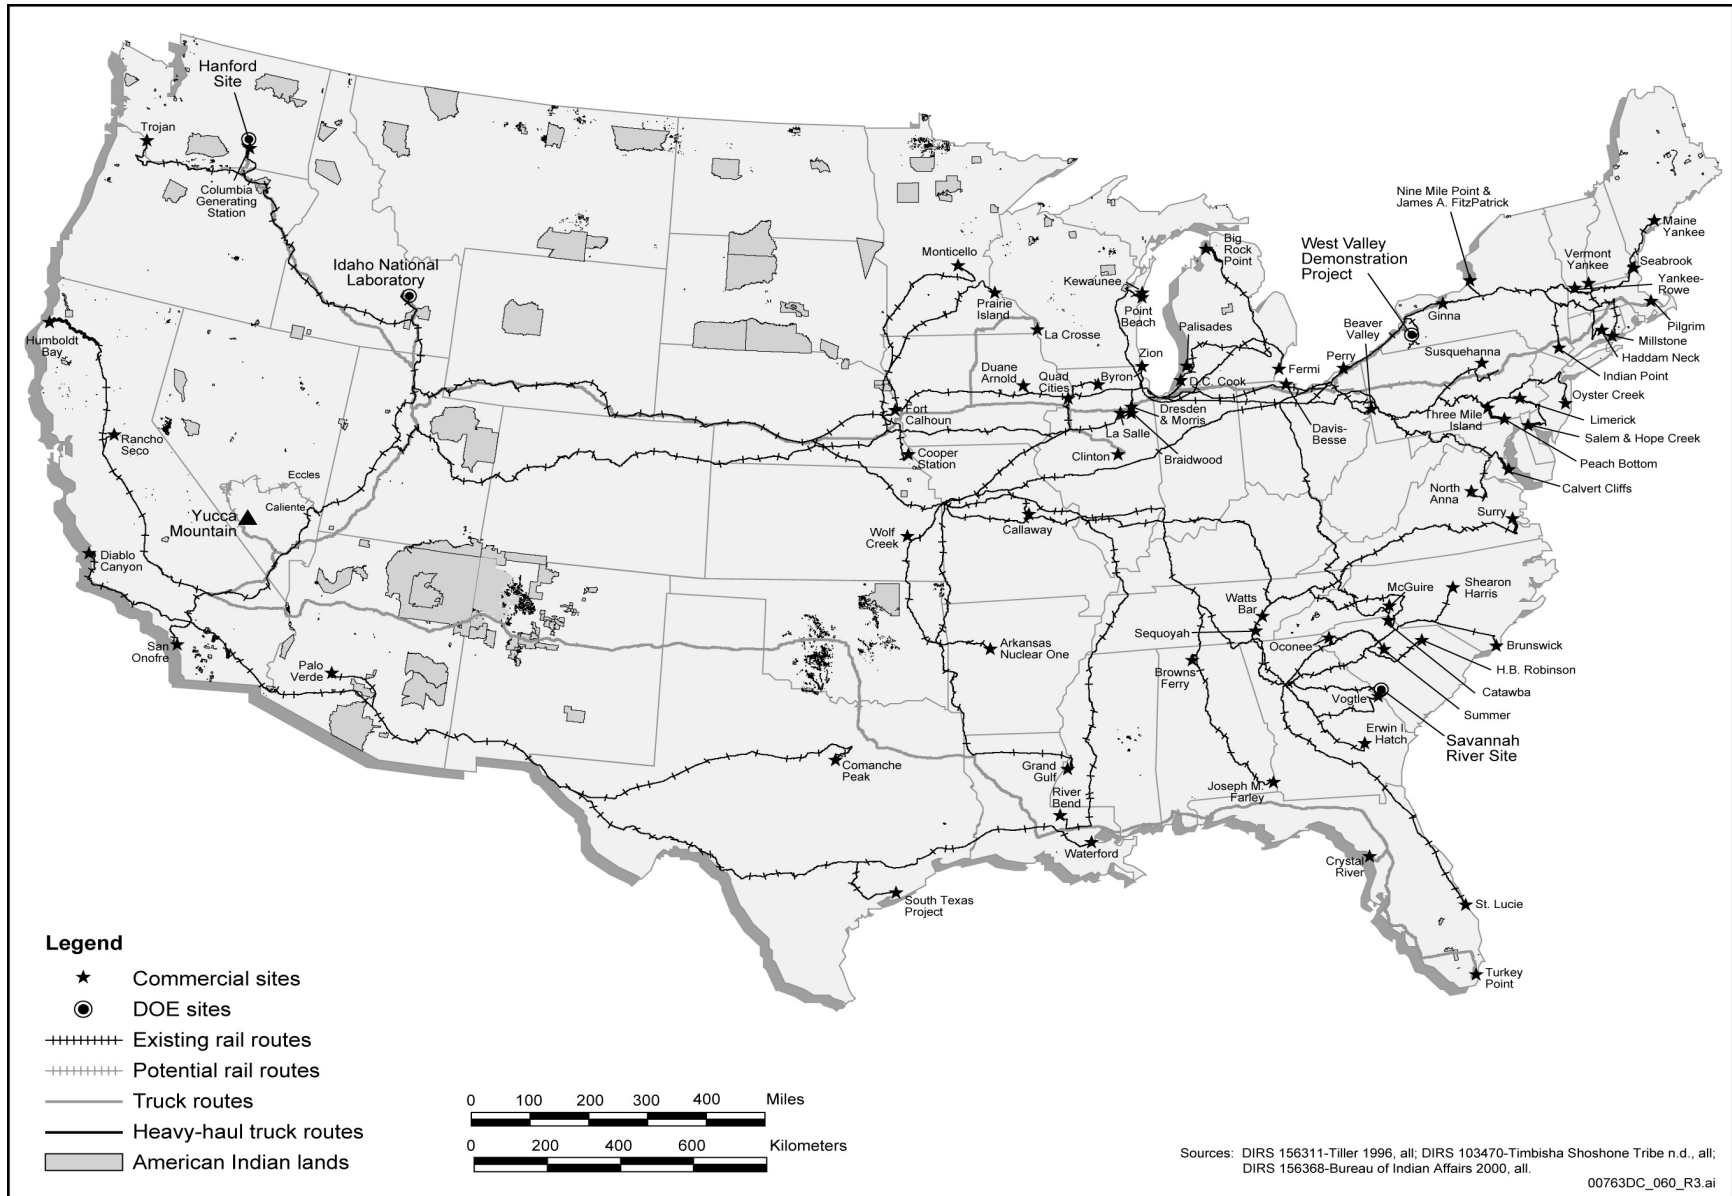 Hanford
Site
Trojan
Columbia
Generating
Station
Idaho National
Laboratory
Humboldt
Bay
Rancho
Seco
Eccles
Caliente
Yucca
Mountain
Diablo
Canyon
San
Onofre
Palo
Verde
Monticello
Prairie
Island
La Crosse
Kewaunee
Point
Beach
Big
Rock
Point
Palisades
Zion
Duane
Arnold
Quad
Cities
Byron
D.C. Cook
Fermi
Fort
Calhoun
Cooper
Station
Dresden
& Morris
La Salle
Clinton
Braidwood
Davis-
Besse
Perry
Beaver
Valley
West Valley
Demonstration
Project
Nine Mile Point &
James A. FitzPatrick
Ginna
Maine
Yankee
Vermont
Yankee
Seabrook
Yankee-
Rowe
Pilgrim
Millstone
Haddam Neck
Indian Point
Susquehanna
Oyster Creek
Three Mile
Island
Limerick
Salem & Hope Creek
Peach Bottom
Calvert Cliffs
North
Anna
Surry
Wolf
Creek
Callaway
Arkansas
Nuclear One
Watts
Bar
Sequoyah
Browns
Ferry
McGuire
Shearon
Harris
Oconee
Brunswick
H.B. Robinson
Catawba
Summer
Vogtle
Savannah
River Site
Erwin I.
Hatch
Joseph M.
Farley
Comanche
Peak
Grand
Gulf
River
Bend
Waterford
South Texas
Project
Crystal
River
St. Lucie
Turkey
Point
Legend
Commercial sites
DOE sites
Existing rail routes
Potential rail routes
Truck routes
Heavy-haul truck routes
American Indian lands
0 100 200 300 400 Miles
0 200 400 600 Kilometers
Sources: DIRS 156311-Tiller 1996, all; DIRS 103470-Timbisha Shoshone Tribe n.d., all;
DIRS 156368-Bureau of Indian Affairs 2000, all.
00763DC_060_R3.ai